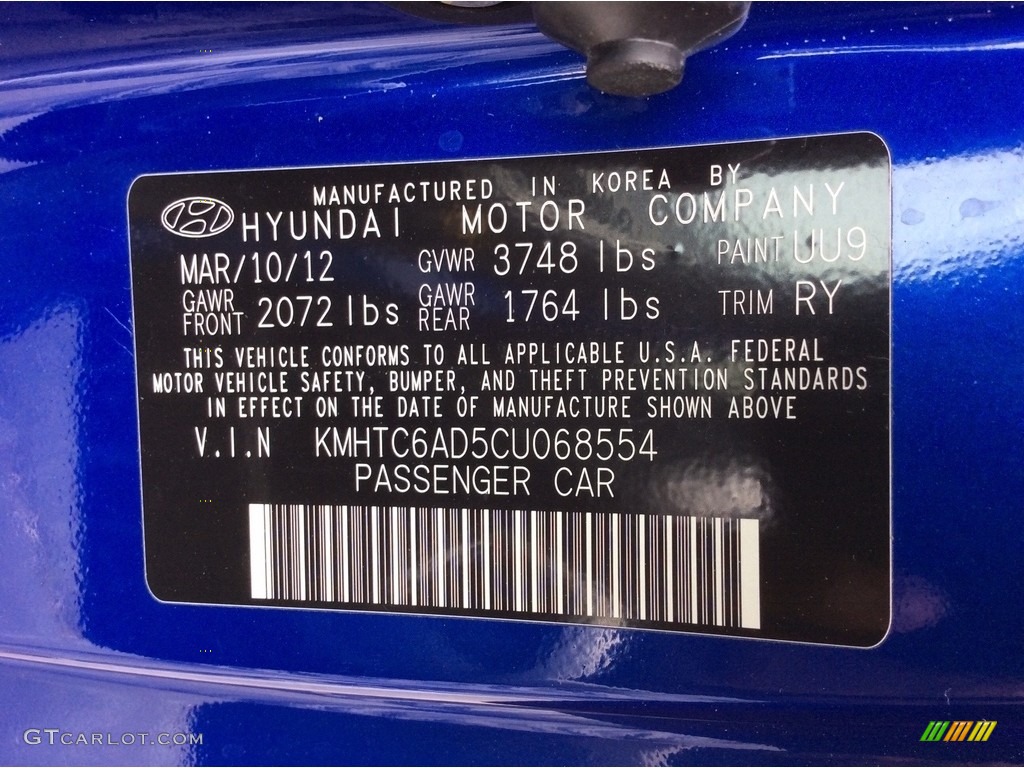 MANUFACTURED IN KOREA BY
HYUNDAI MOTOR COMPANY
MAR/10/12 GVWR 3748 lbs PAINT UU9
GAWR FRONT 2072 lbs GAWR REAR 1764 lbs TRIM RY
THIS VEHICLE CONFORMS TO ALL APPLICABLE U.S.A. FEDERAL
MOTOR VEHICLE SAFETY, BUMPER, AND THEFT PREVENTION STANDARDS
IN EFFECT ON THE DATE OF MANUFACTURE SHOWN ABOVE
V.I.N KMHTC6AD5CU068554
PASSENGER CAR
GTCARLOT.COM